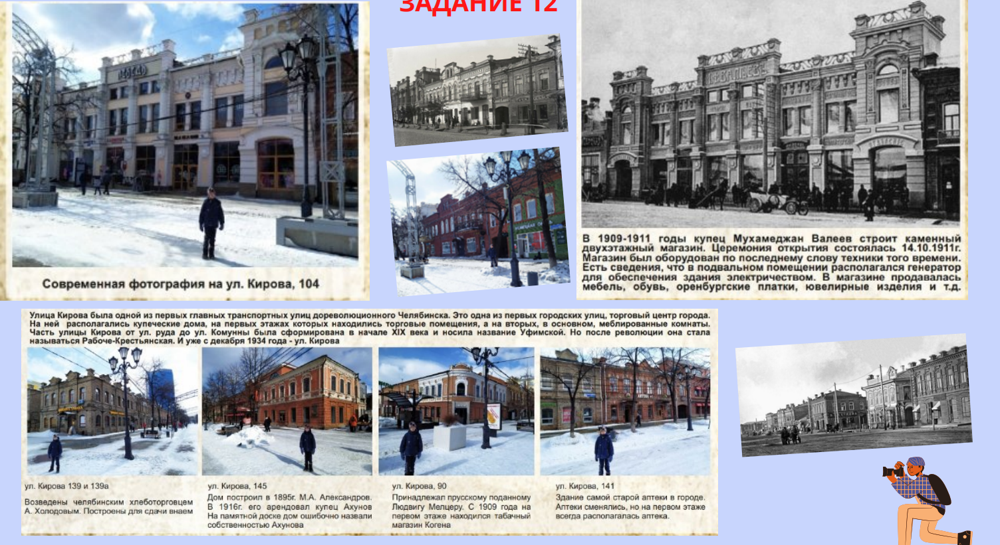 ЗАДАНИЕ 12
Современная фотография на ул. Кирова, 104
В 1909-1911 годы купец Мухамеджан Валеев строит каменный
двухэтажный магазин. Церемония открытия состоялась 14.10.1911г.
Магазин был оборудован по последнему слову техники того времени.
Есть сведения, что в подвальном помещении располагался генератор
для обеспечения здания электричеством. В магазине продавалась
мебель, обувь, оренбургские платки, ювелирные изделия и т.д.
Улица Кирова была одной из первых главных транспортных улиц дореволюционного Челябинска. Это одна из первых городских улиц, торговый центр города.
На ней располагались купеческие дома, на первых этажах которых находились торговые помещения, а на вторых, в основном, меблированные комнаты.
Часть улицы Кирова от ул. руда до ул. Комунны была сформирована в начале XIX века и носила название Уфимской. Но после революции она стала
называться Рабоче-Крестьянская. И уже с декабря 1934 года - ул. Кирова
АПТЕКА
ул. Кирова 139 и 139а
Возведены челябинским хлеботорговцем
А. Холодовым. Построены для сдачи внаем
ул. Кирова, 145
Дом построил в 1895г. М.А. Александров.
В 1916г. его арендовал купец Ахунов
На памятной доске дом ошибочно назвали
собственностью Ахунова
ул. Кирова, 90
Принадлежал прусскому поданному
Людвигу Мелцеру. С 1909 года на
первом этаже находился табачный
магазин Когена
ул. Кирова, 141
Здание самой старой аптеки в городе.
Аптеки сменялись, но на первом этаже
всегда располагалась аптека.